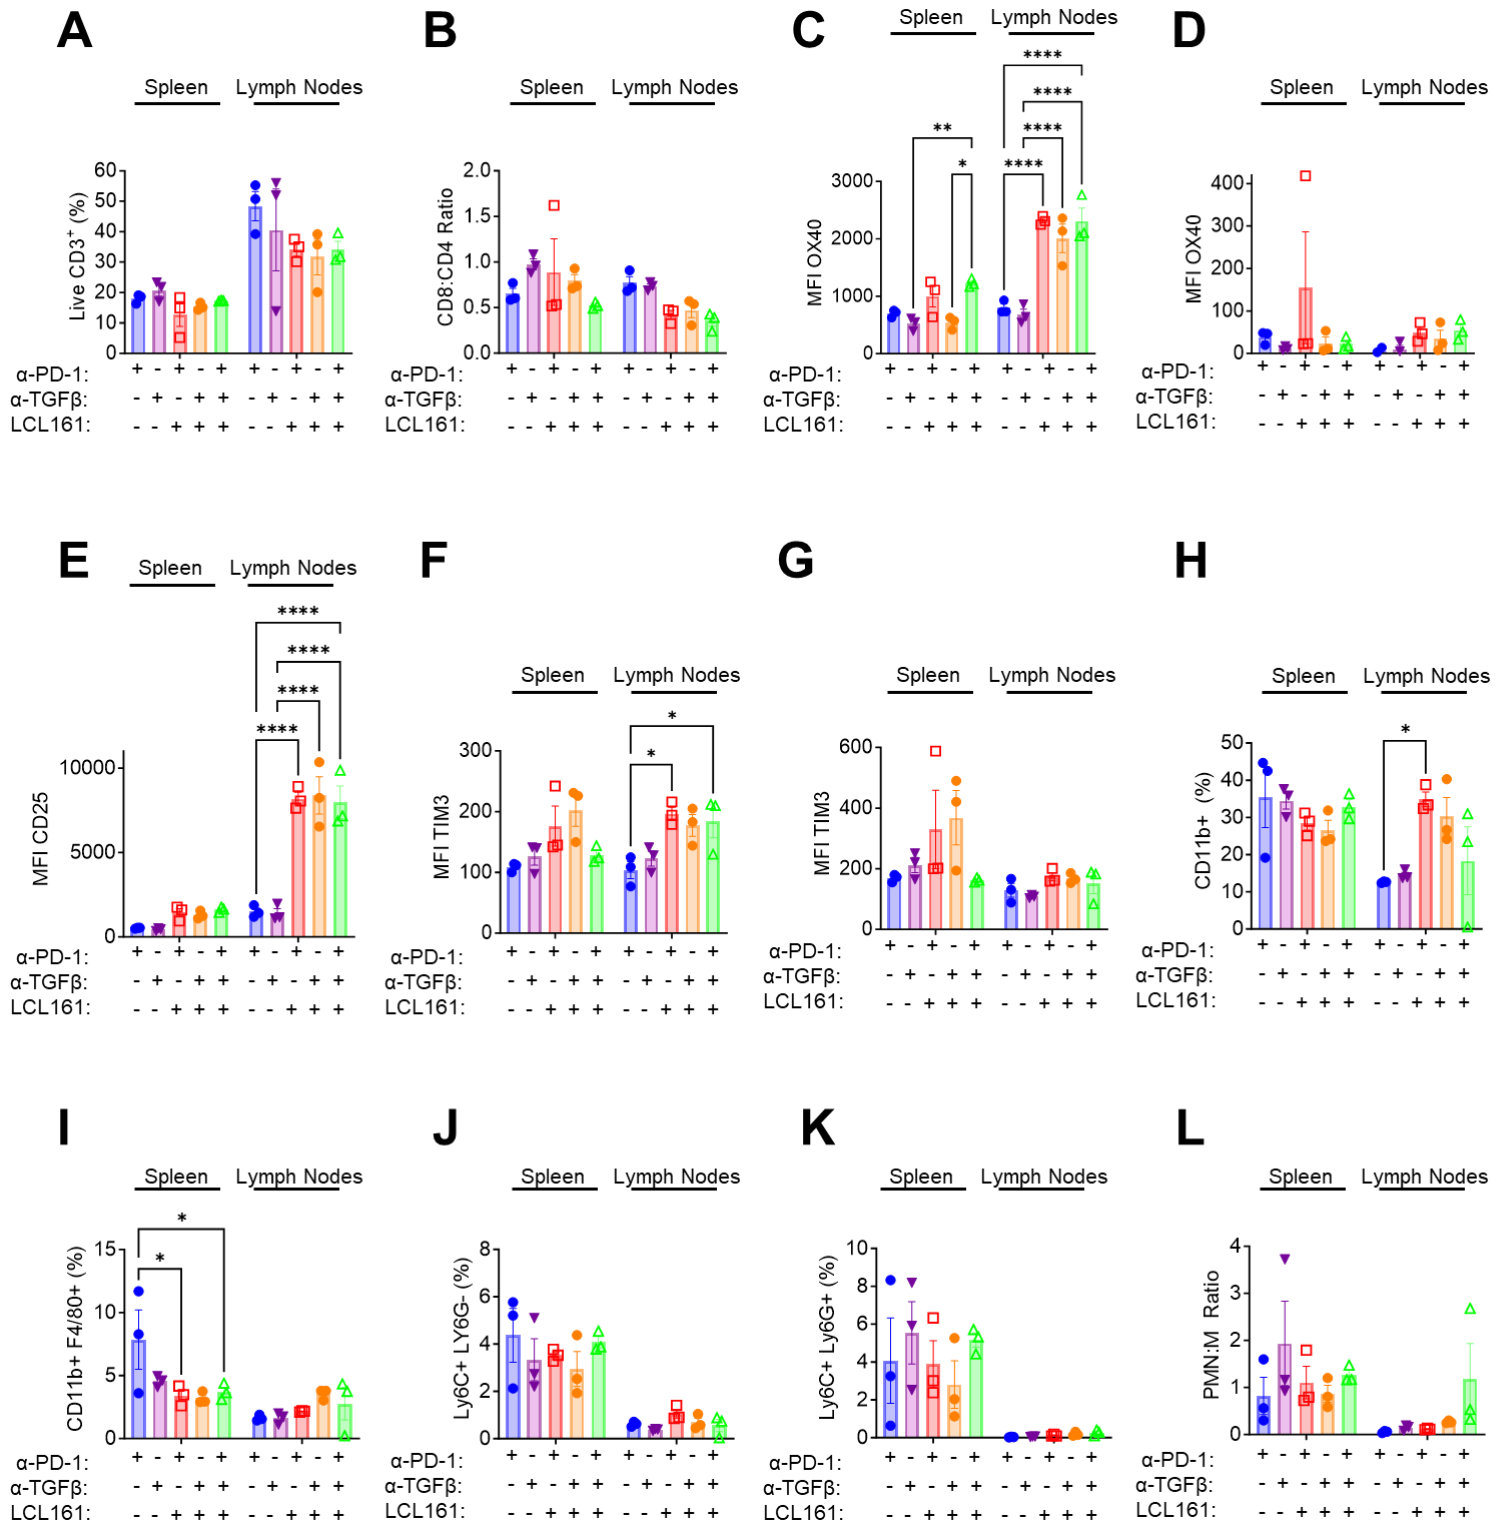 A
Spleen Lymph Nodes
Live CD3⁺ (%)
60
50
40
30
20
10
0
α-PD-1: + - + - + + - + - +
α-TGFβ: - + - + + - + - + +
LCL161: - - + + + - - + + +
B
Spleen Lymph Nodes
CD8:CD4 Ratio
2.0
1.5
1.0
0.5
0.0
α-PD-1: + - + - + + - + - +
α-TGFβ: - + - + + - + - + +
LCL161: - - + + + - - + + +
C
Spleen Lymph Nodes
****
****
** ****
* ****
MFI OX40
3000
2000
1000
0
α-PD-1: + - + - + + - + - +
α-TGFβ: - + - + + - + - + +
LCL161: - - + + + - - + + +
D
Spleen Lymph Nodes
MFI OX40
400
300
200
100
0
α-PD-1: + - + - + + - + - +
α-TGFβ: - + - + + - + - + +
LCL161: - - + + + - - + + +
E
Spleen Lymph Nodes
****
****
****
****
MFI CD25
10000
5000
0
α-PD-1: + - + - + + - + - +
α-TGFβ: - + - + + - + - + +
LCL161: - - + + + - - + + +
F
Spleen Lymph Nodes
*
*
MFI TIM3
300
200
100
0
α-PD-1: + - + - + + - + - +
α-TGFβ: - + - + + - + - + +
LCL161: - - + + + - - + + +
G
Spleen Lymph Nodes
MFI TIM3
600
400
200
0
α-PD-1: + - + - + + - + - +
α-TGFβ: - + - + + - + - + +
LCL161: - - + + + - - + + +
H
Spleen Lymph Nodes
*
CD11b+ (%)
50
40
30
20
10
0
α-PD-1: + - + - + + - + - +
α-TGFβ: - + - + + - + - + +
LCL161: - - + + + - - + + +
I
Spleen Lymph Nodes
*
*
CD11b+ F4/80+ (%)
15
10
5
0
α-PD-1: + - + - + + - + - +
α-TGFβ: - + - + + - + - + +
LCL161: - - + + + - - + + +
J
Spleen Lymph Nodes
Ly6C+ LY6G- (%)
8
6
4
2
0
α-PD-1: + - + - + + - + - +
α-TGFβ: - + - + + - + - + +
LCL161: - - + + + - - + + +
K
Spleen Lymph Nodes
Ly6C+ Ly6G+ (%)
10
8
6
4
2
0
α-PD-1: + - + - + + - + - +
α-TGFβ: - + - + + - + - + +
LCL161: - - + + + - - + + +
L
Spleen Lymph Nodes
PMN:M Ratio
4
3
2
1
0
α-PD-1: + - + - + + - + - +
α-TGFβ: - + - + + - + - + +
LCL161: - - + + + - - + + +